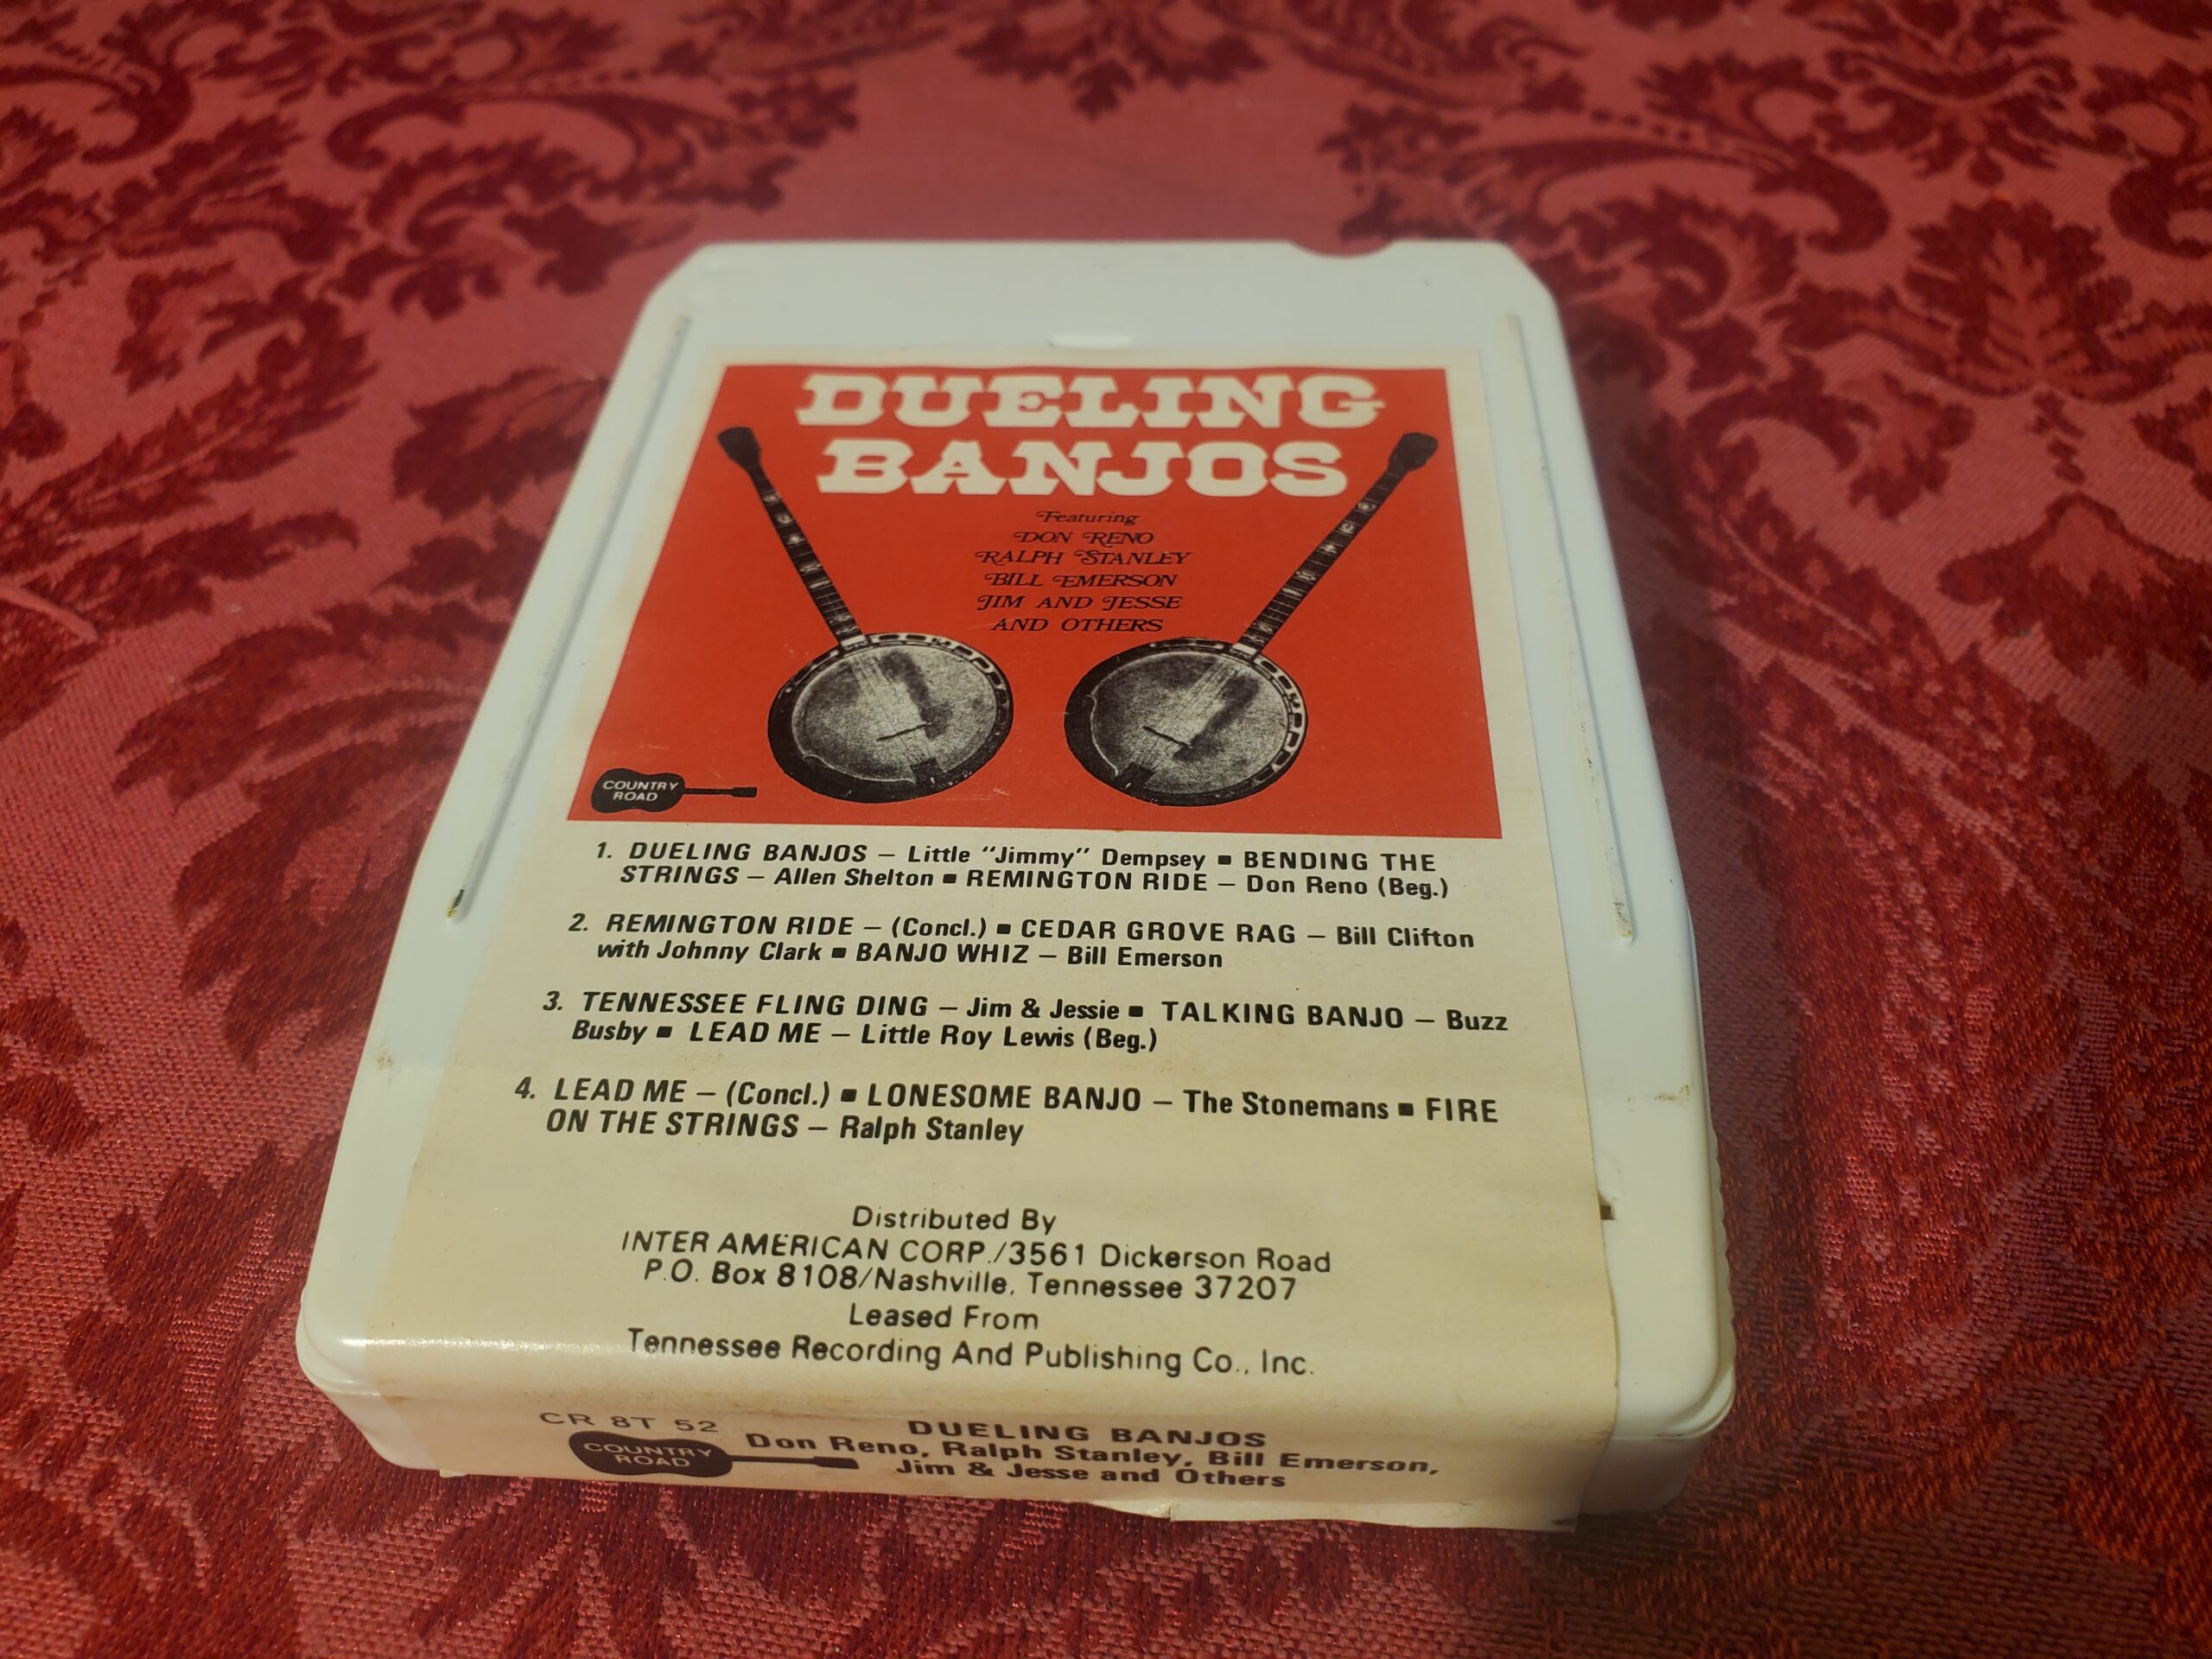 DUELING
BANJOS
Featuring
DON RENO
RALPH STANLEY
BILL EMERSON
JIM AND JESSE
AND OTHERS
COUNTRY
ROAD
1. DUELING BANJOS – Little "Jimmy" Dempsey ■ BENDING THE
STRINGS – Allen Shelton ■ REMINGTON RIDE – Don Reno (Beg.)
2. REMINGTON RIDE – (Concl.) ■ CEDAR GROVE RAG – Bill Clifton
with Johnny Clark ■ BANJO WHIZ – Bill Emerson
3. TENNESSEE FLING DING – Jim & Jessie ■ TALKING BANJO – Buzz
Busby ■ LEAD ME – Little Roy Lewis (Beg.)
4. LEAD ME – (Concl.) ■ LONESOME BANJO – The Stonemans ■ FIRE
ON THE STRINGS – Ralph Stanley
Distributed By
INTER AMERICAN CORP./3561 Dickerson Road
P.O. Box 8108/Nashville, Tennessee 37207
Leased From
Tennessee Recording And Publishing Co., Inc.
CR 8T 52
COUNTRY
ROAD
DUELING BANJOS
Don Reno, Ralph Stanley, Bill Emerson,
Jim & Jesse and Others